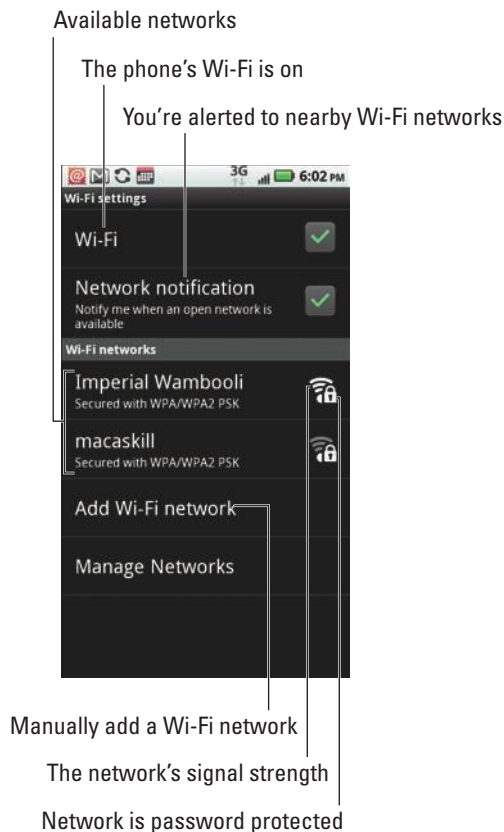 Available networks
The phone's Wi-Fi is on
You're alerted to nearby Wi-Fi networks
3G
6:02 PM
Wi-Fi settings
Wi-Fi
Network notification
Notify me when an open network is
available
Wi-Fi networks
Imperial Wambooli
Secured with WPA/WPA2 PSK
macaskill
Secured with WPA/WPA2 PSK
Add Wi-Fi network
Manage Networks
Manually add a Wi-Fi network
The network's signal strength
Network is password protected